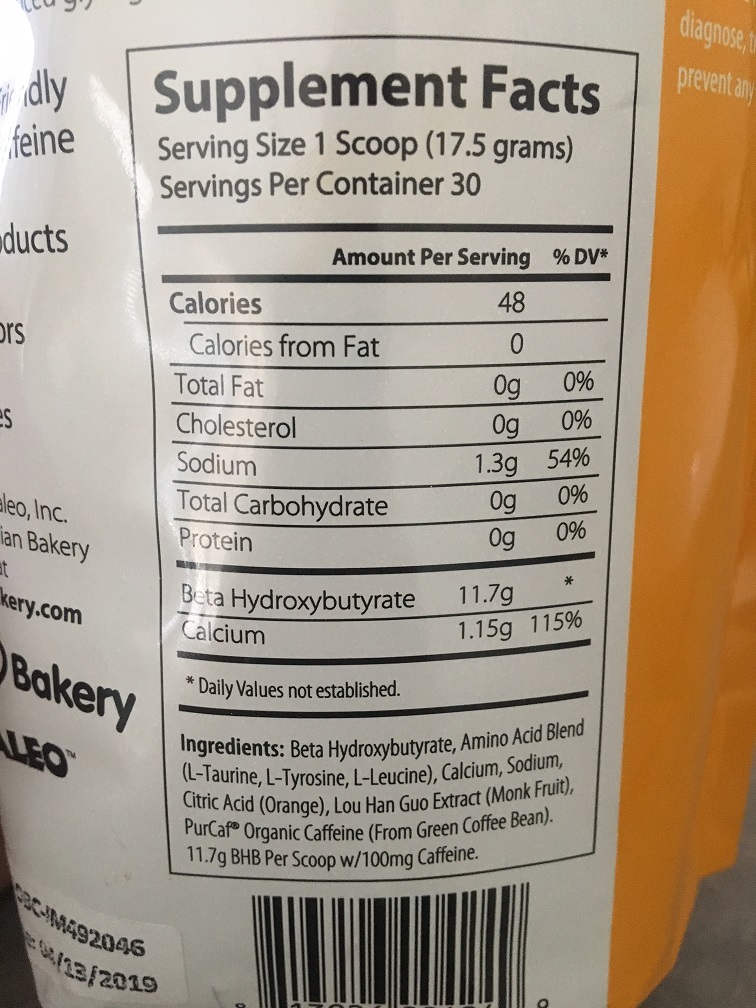 diagnose,
prevent any
feine
Supplement Facts
Serving Size 1 Scoop (17.5 grams)
Servings Per Container 30
Amount Per Serving % DV*
Calories 48
Calories from Fat 0
Total Fat 0g 0%
Cholesterol 0g 0%
Sodium 1.3g 54%
Total Carbohydrate 0g 0%
Protein 0g 0%
Beta Hydroxybutyrate 11.7g *
Calcium 1.15g 115%
* Daily Values not established.
Ingredients: Beta Hydroxybutyrate, Amino Acid Blend
(L-Taurine, L-Tyrosine, L-Leucine), Calcium, Sodium,
Citric Acid (Orange), Lou Han Guo Extract (Monk Fruit),
PurCaf® Organic Caffeine (From Green Coffee Bean).
11.7g BHB Per Scoop w/100mg Caffeine.
ducts
ors
es
aleo, Inc.
ian Bakery
at
kery.com
Bakery
ALEO™
/13/2019